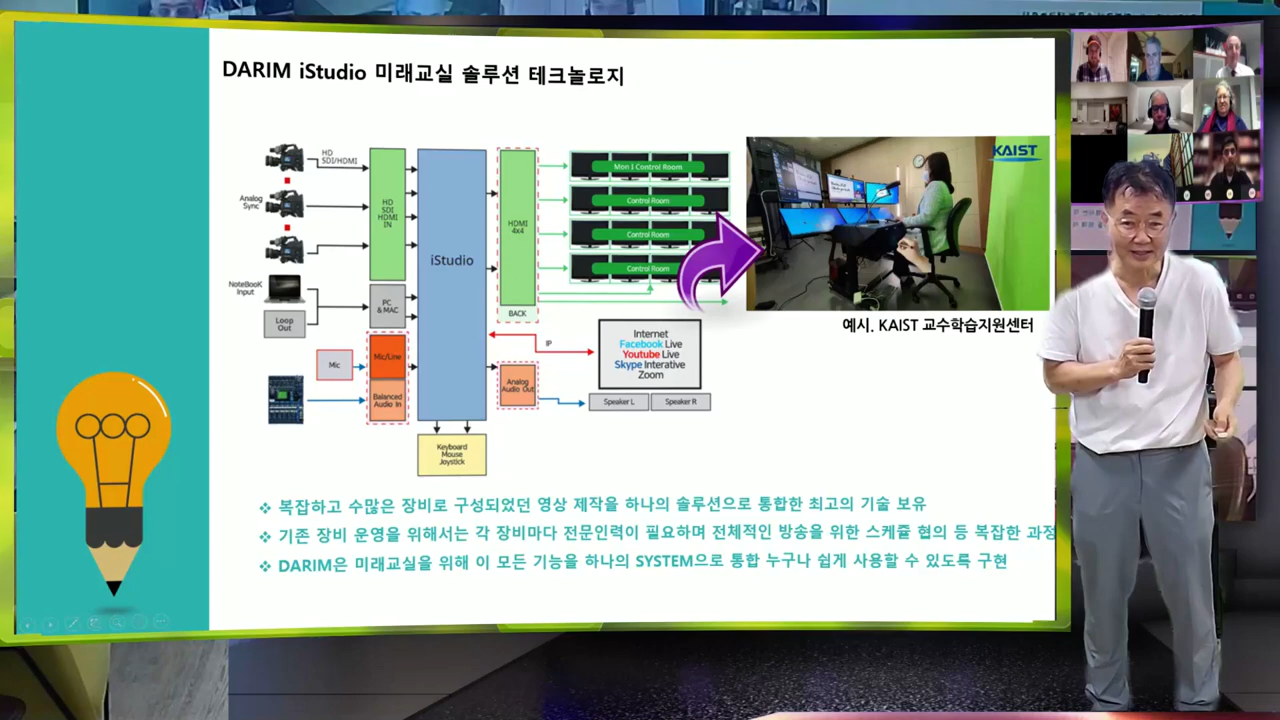 DARIM iStudio 미래교실 솔루션 테크놀로지
HD
SDI/HDMI
Analog
Sync
NoteBooK
Input
Loop
Out
Mic
HD
SDI
HDMI
IN
PC
& MAC
Mic/Line
Balanced
Audio In
iStudio
Keyboard
Mouse
Joystick
HDMI
4x4
BACK
IP
Analog
Audio Out
Mon I Control Room
Control Room
Control Room
Control Room
Internet
Facebook Live
Youtube Live
Skype Interative
Zoom
Speaker L
Speaker R
KAIST
예시. KAIST 교수학습지원센터
❖ 복잡하고 수많은 장비로 구성되었던 영상 제작을 하나의 솔루션으로 통합한 최고의 기술 보유
❖ 기존 장비 운영을 위해서는 각 장비마다 전문인력이 필요하며 전체적인 방송을 위한 스케쥴 협의 등 복잡한 과정
❖ DARIM은 미래교실을 위해 이 모든 기능을 하나의 SYSTEM으로 통합 누구나 쉽게 사용할 수 있도록 구현